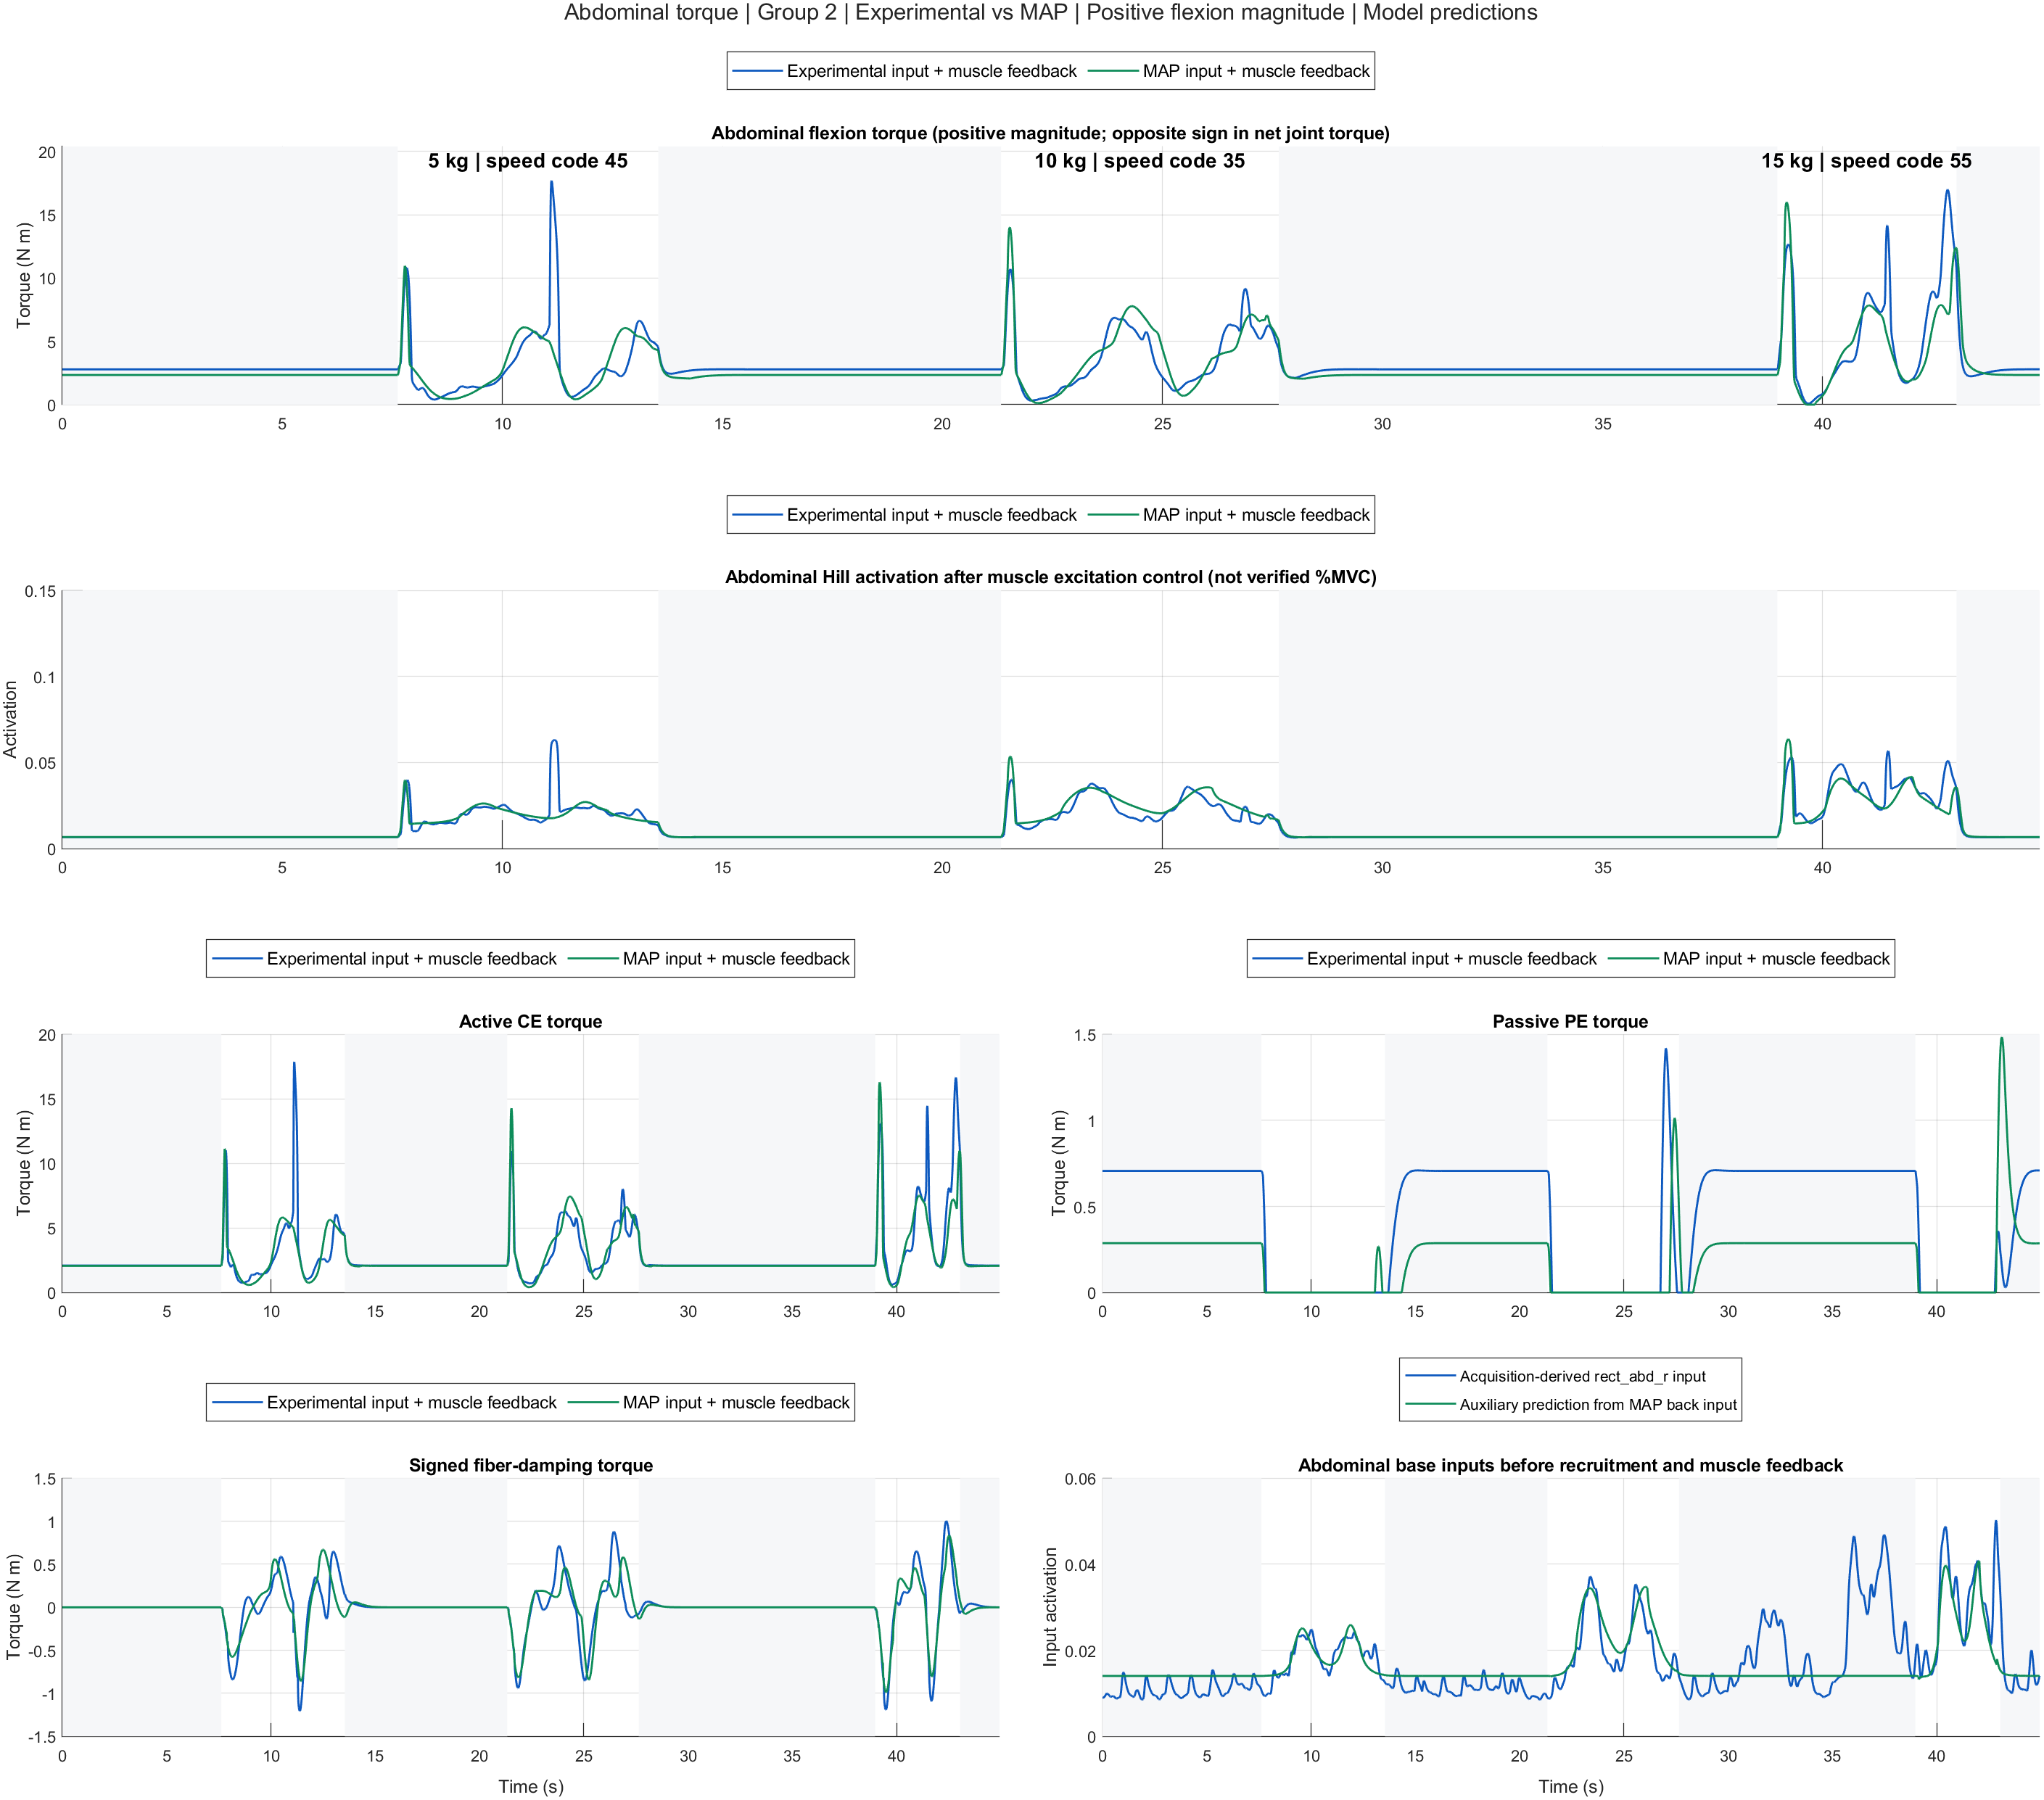 Abdominal torque | Group 2 | Experimental vs MAP | Positive flexion magnitude | Model predictions
Experimental input + muscle feedback MAP input + muscle feedback
Abdominal flexion torque (positive magnitude; opposite sign in net joint torque)
5 kg | speed code 45 10 kg | speed code 35 15 kg | speed code 55
Torque (N m)
20
15
10
5
0
0 5 10 15 20 25 30 35 40
Experimental input + muscle feedback MAP input + muscle feedback
Abdominal Hill activation after muscle excitation control (not verified %MVC)
Activation
0.15
0.1
0.05
0
0 5 10 15 20 25 30 35 40
Experimental input + muscle feedback MAP input + muscle feedback
Active CE torque
Torque (N m)
20
15
10
5
0
0 5 10 15 20 25 30 35 40
Experimental input + muscle feedback MAP input + muscle feedback
Passive PE torque
Torque (N m)
1.5
1
0.5
0
0 5 10 15 20 25 30 35 40
Experimental input + muscle feedback MAP input + muscle feedback
Signed fiber-damping torque
Torque (N m)
1.5
1
0.5
0
-0.5
-1
-1.5
0 5 10 15 20 25 30 35 40
Time (s)
Acquisition-derived rect_abd_r input
Auxiliary prediction from MAP back input
Abdominal base inputs before recruitment and muscle feedback
Input activation
0.06
0.04
0.02
0
0 5 10 15 20 25 30 35 40
Time (s)